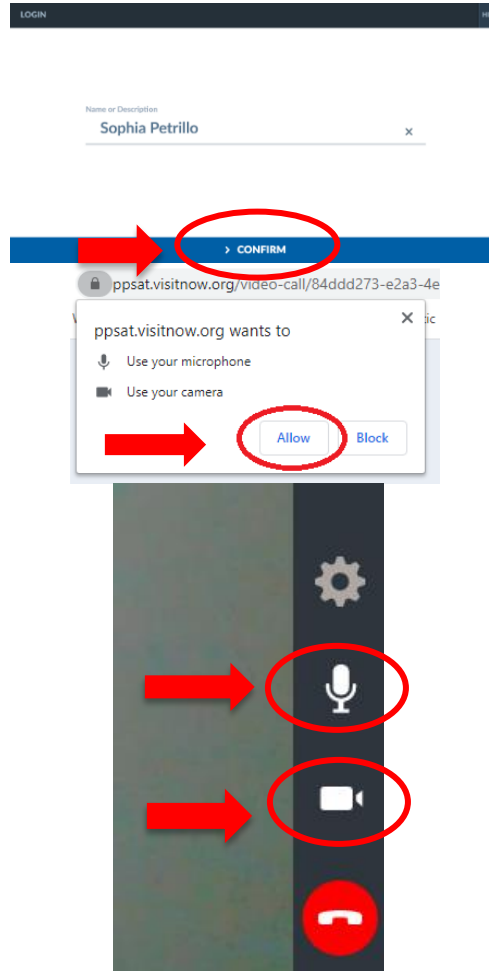 LOGIN
Name or Description
Sophia Petrillo
CONFIRM
ppsat.visitnow.org/video-call/84ddd273-e2a3-4e
ppsat.visitnow.org wants to
Use your microphone
Use your camera
Allow Block